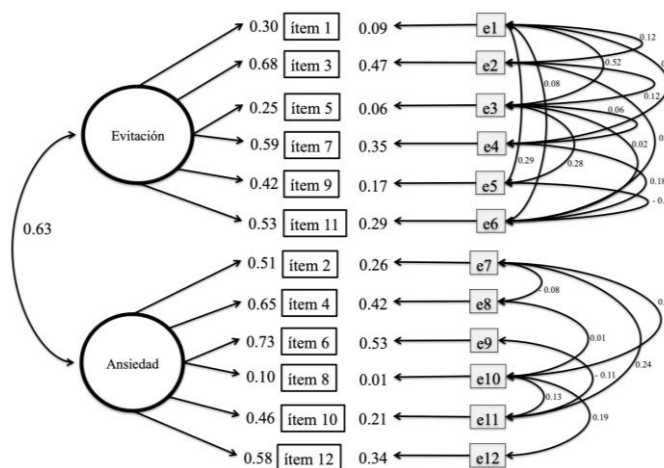 0.30 ítem 1 0.09 e1
0.12
0.68 ítem 3 0.47 e2
0.52
0.08
0.12
0.25 ítem 5 0.06 e3
0.06
Evitación
0.59 ítem 7 0.35 e4
0.02
0.29
0.28
0.42 ítem 9 0.17 e5
0.18
0.53 ítem 11 0.29 e6
0.63
0.51 ítem 2 0.26 e7
- 0.08
0.65 ítem 4 0.42 e8
0.01
0.73 ítem 6 0.53 e9
Ansiedad
0.24
0.10 ítem 8 0.01 e10
- 0.11
0.13
0.46 ítem 10 0.21 e11
0.19
0.58 ítem 12 0.34 e12